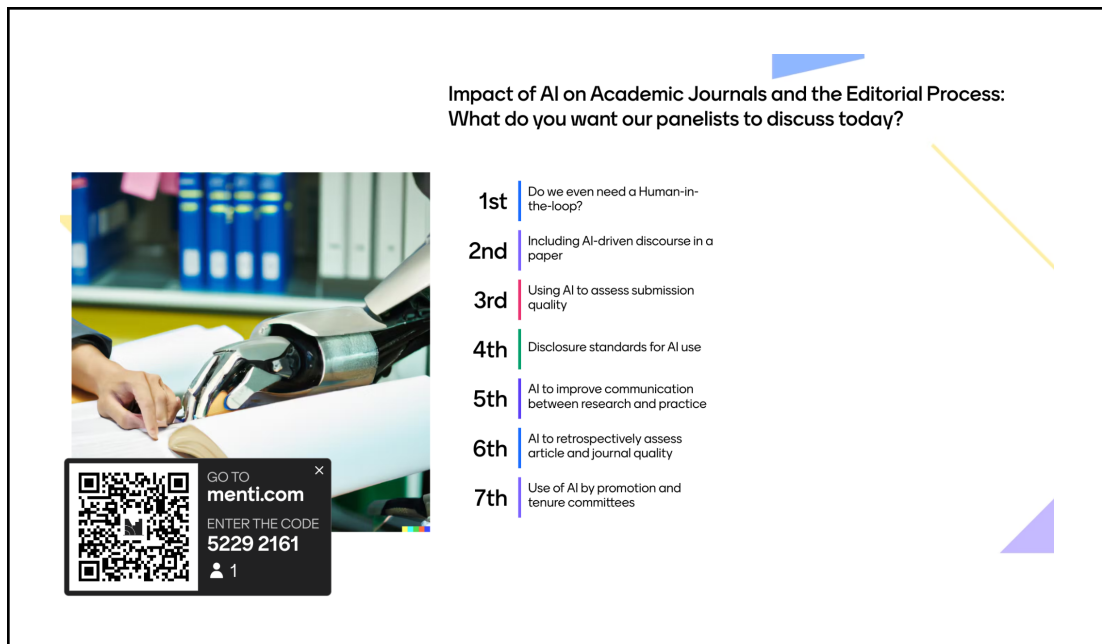 Impact of AI on Academic Journals and the Editorial Process:
What do you want our panelists to discuss today?
1st
Do we even need a Human-in-
the-loop?
2nd
Including AI-driven discourse in a
paper
3rd
Using AI to assess submission
quality
4th
Disclosure standards for AI use
5th
AI to improve communication
between research and practice
6th
AI to retrospectively assess
article and journal quality
7th
Use of AI by promotion and
tenure committees
GO TO
menti.com
ENTER THE CODE
5229 2161
1